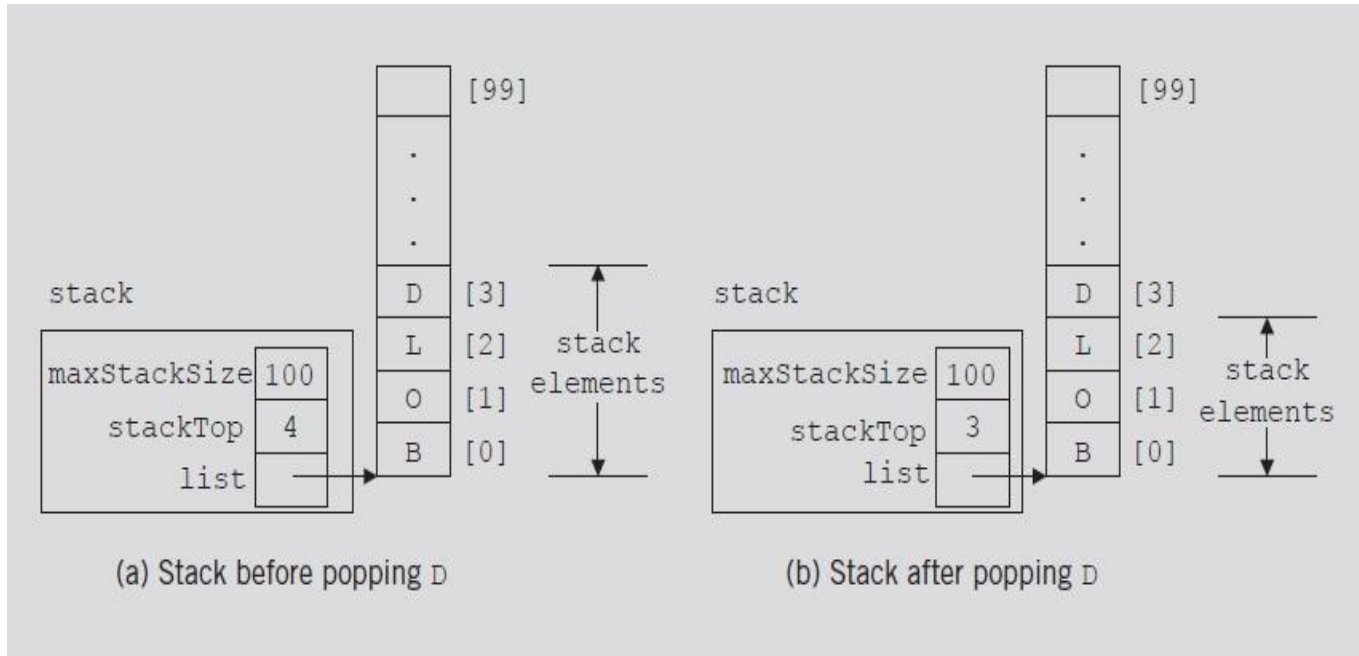 [99]
.
.
.
stack
D [3]
L [2]
O [1]
B [0]
stack
elements
maxStackSize 100
stackTop 4
list
(a) Stack before popping D
[99]
.
.
.
stack
D [3]
L [2]
O [1]
B [0]
stack
elements
maxStackSize 100
stackTop 3
list
(b) Stack after popping D